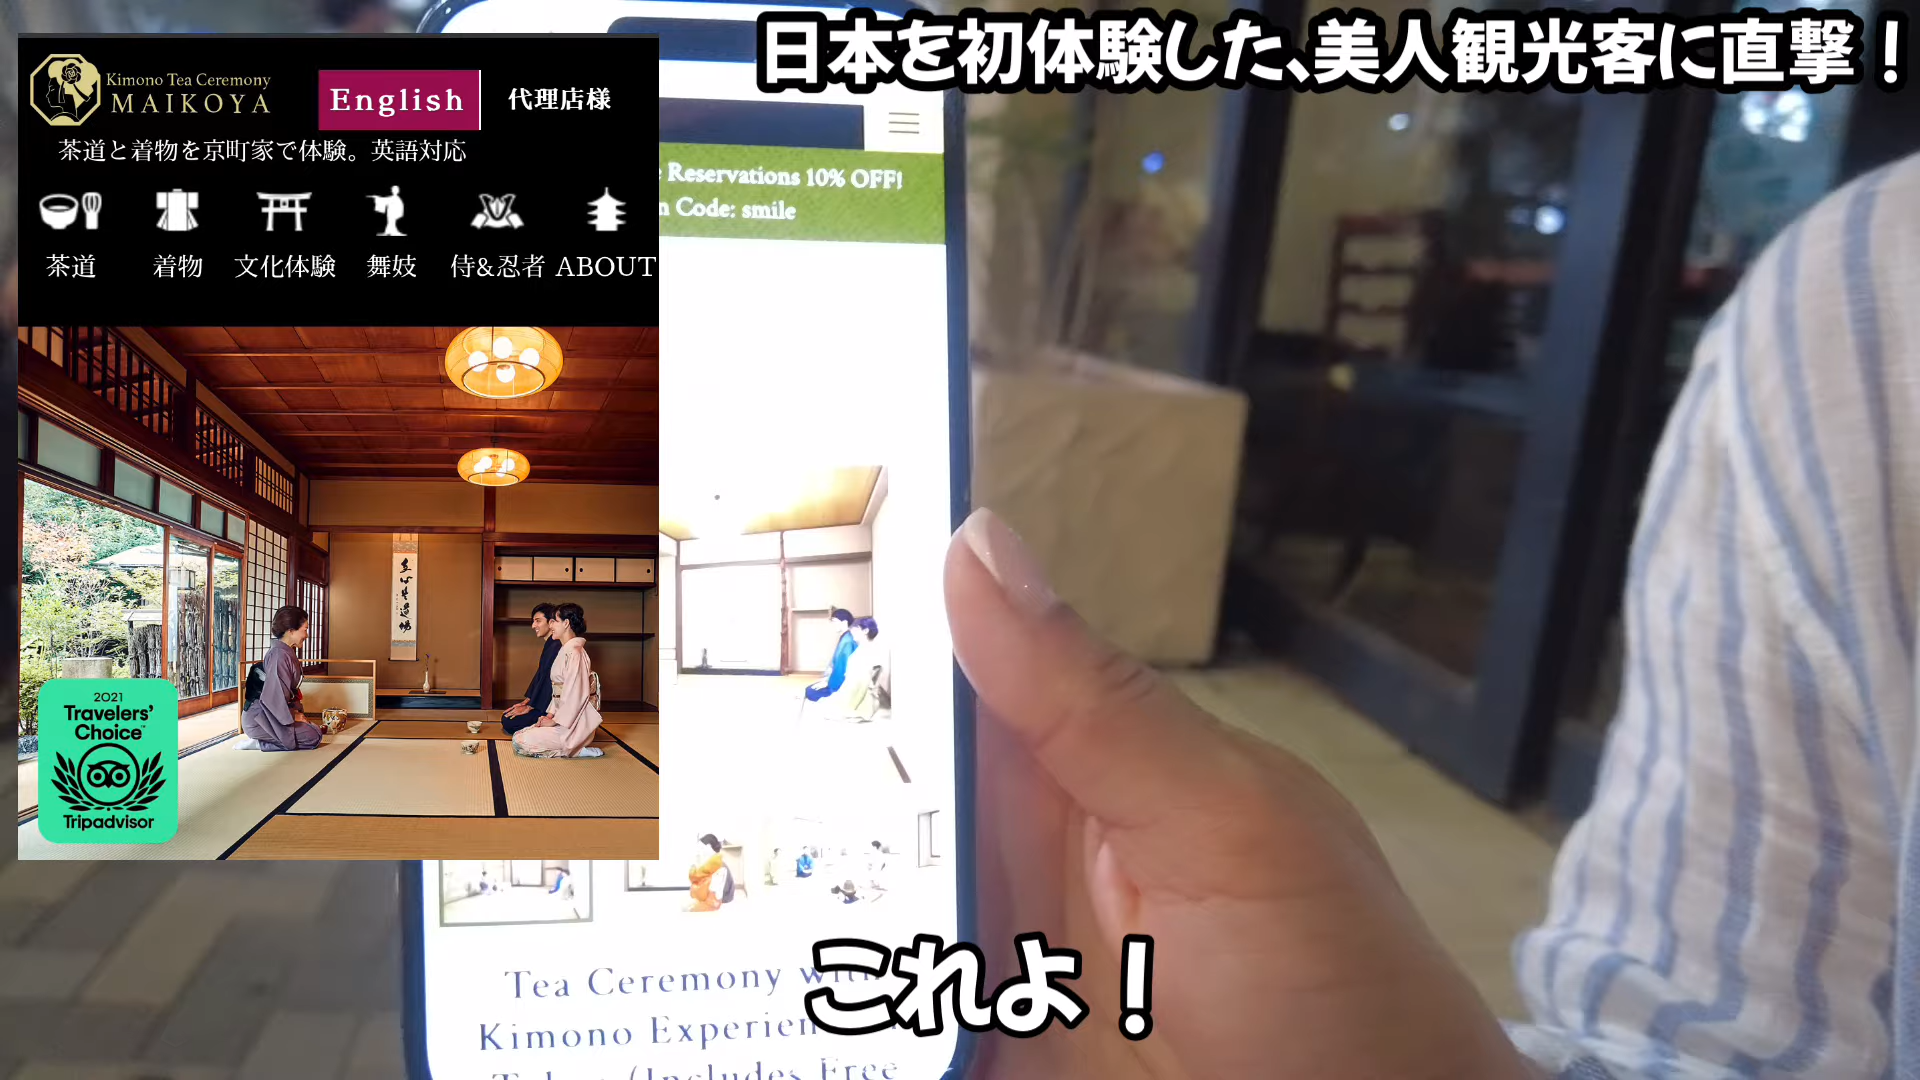 日本を初体験した、美人観光客に直撃！
Kimono Tea Ceremony
MAIKOYA
English
代理店様
茶道と着物を京町家で体験。英語対応
茶道
着物
文化体験
舞妓
侍&忍者
ABOUT
Reservations 10% OFF!
Code: smile
2021
Travelers'
Choice
Tripadvisor
Tea Ceremony with
Kimono
(Includes Free
これよ！